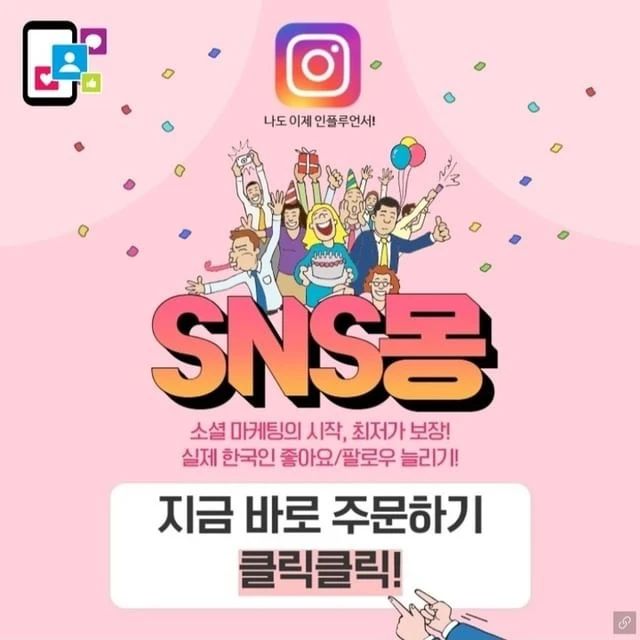 나도 이제 인플루언서!
SNS몽
소셜 마케팅의 시작, 최저가 보장!
실제 한국인 좋아요/팔로우 늘리기!
지금 바로 주문하기
클릭클릭!